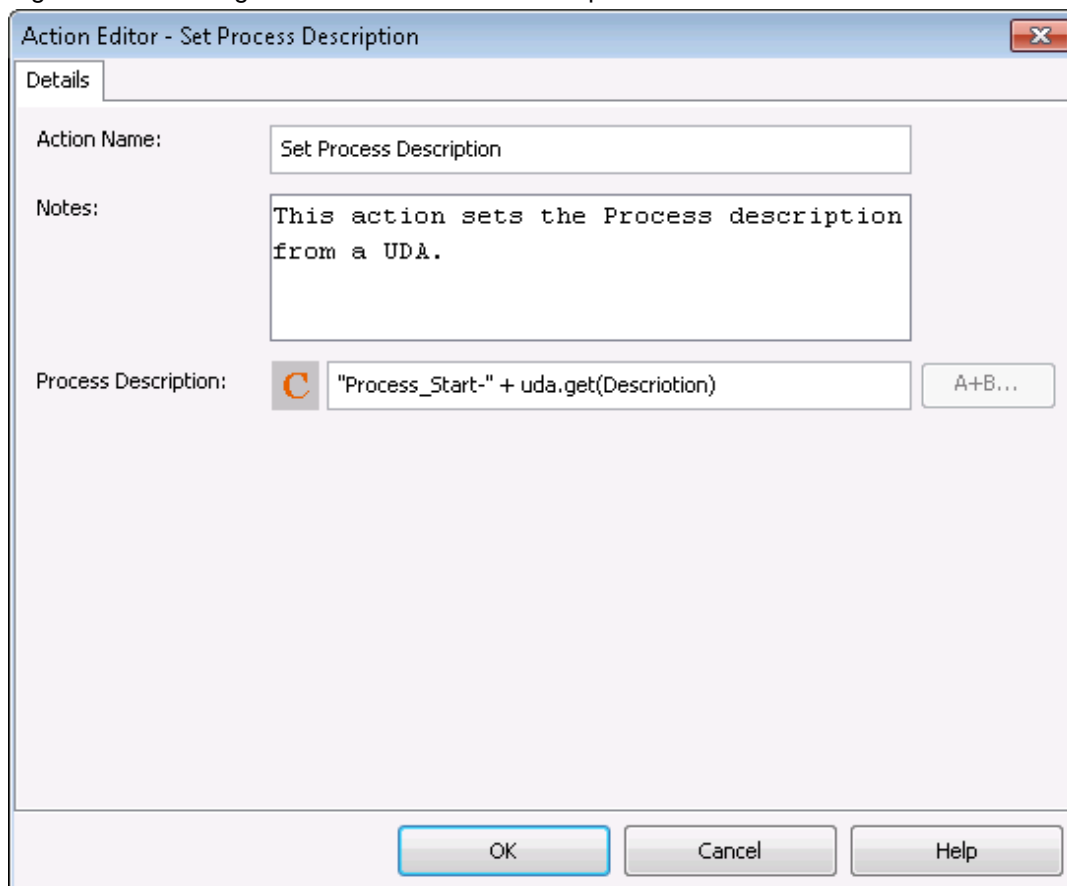 Action Editor - Set Process Description
Details
Action Name:
Set Process Description
Notes:
This action sets the Process description
from a UDA.
Process Description:
C
"Process_Start-" + uda.get(Descriotion)
A+B...
OK
Cancel
Help